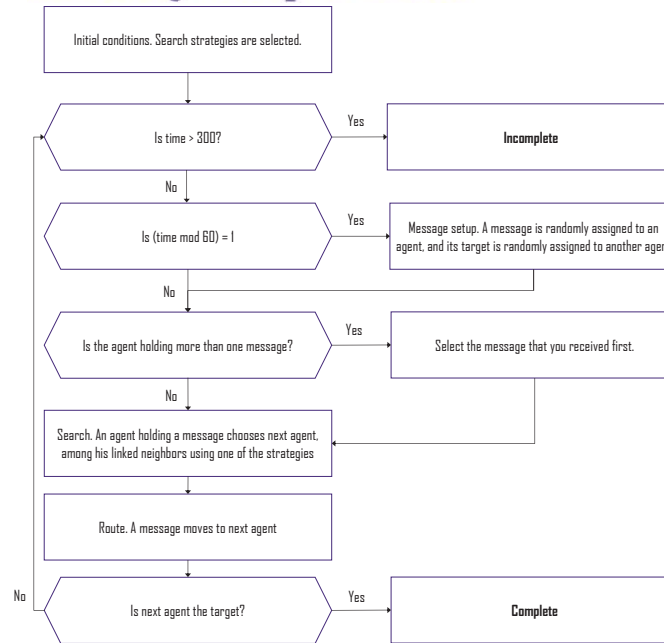 Initial conditions. Search strategies are selected.
Is time > 300?
Yes
Incomplete
No
Is (time mod 60) = 1
Yes
Message setup. A message is randomly assigned to an
agent, and its target is randomly assigned to another
No
Is the agent holding more than one message?
Yes
Select the message that you received first.
No
Search. An agent holding a message chooses next agent,
among his linked neighbors using one of the strategies
Route. A message moves to next agent
No
Is next agent the target?
Yes
Complete